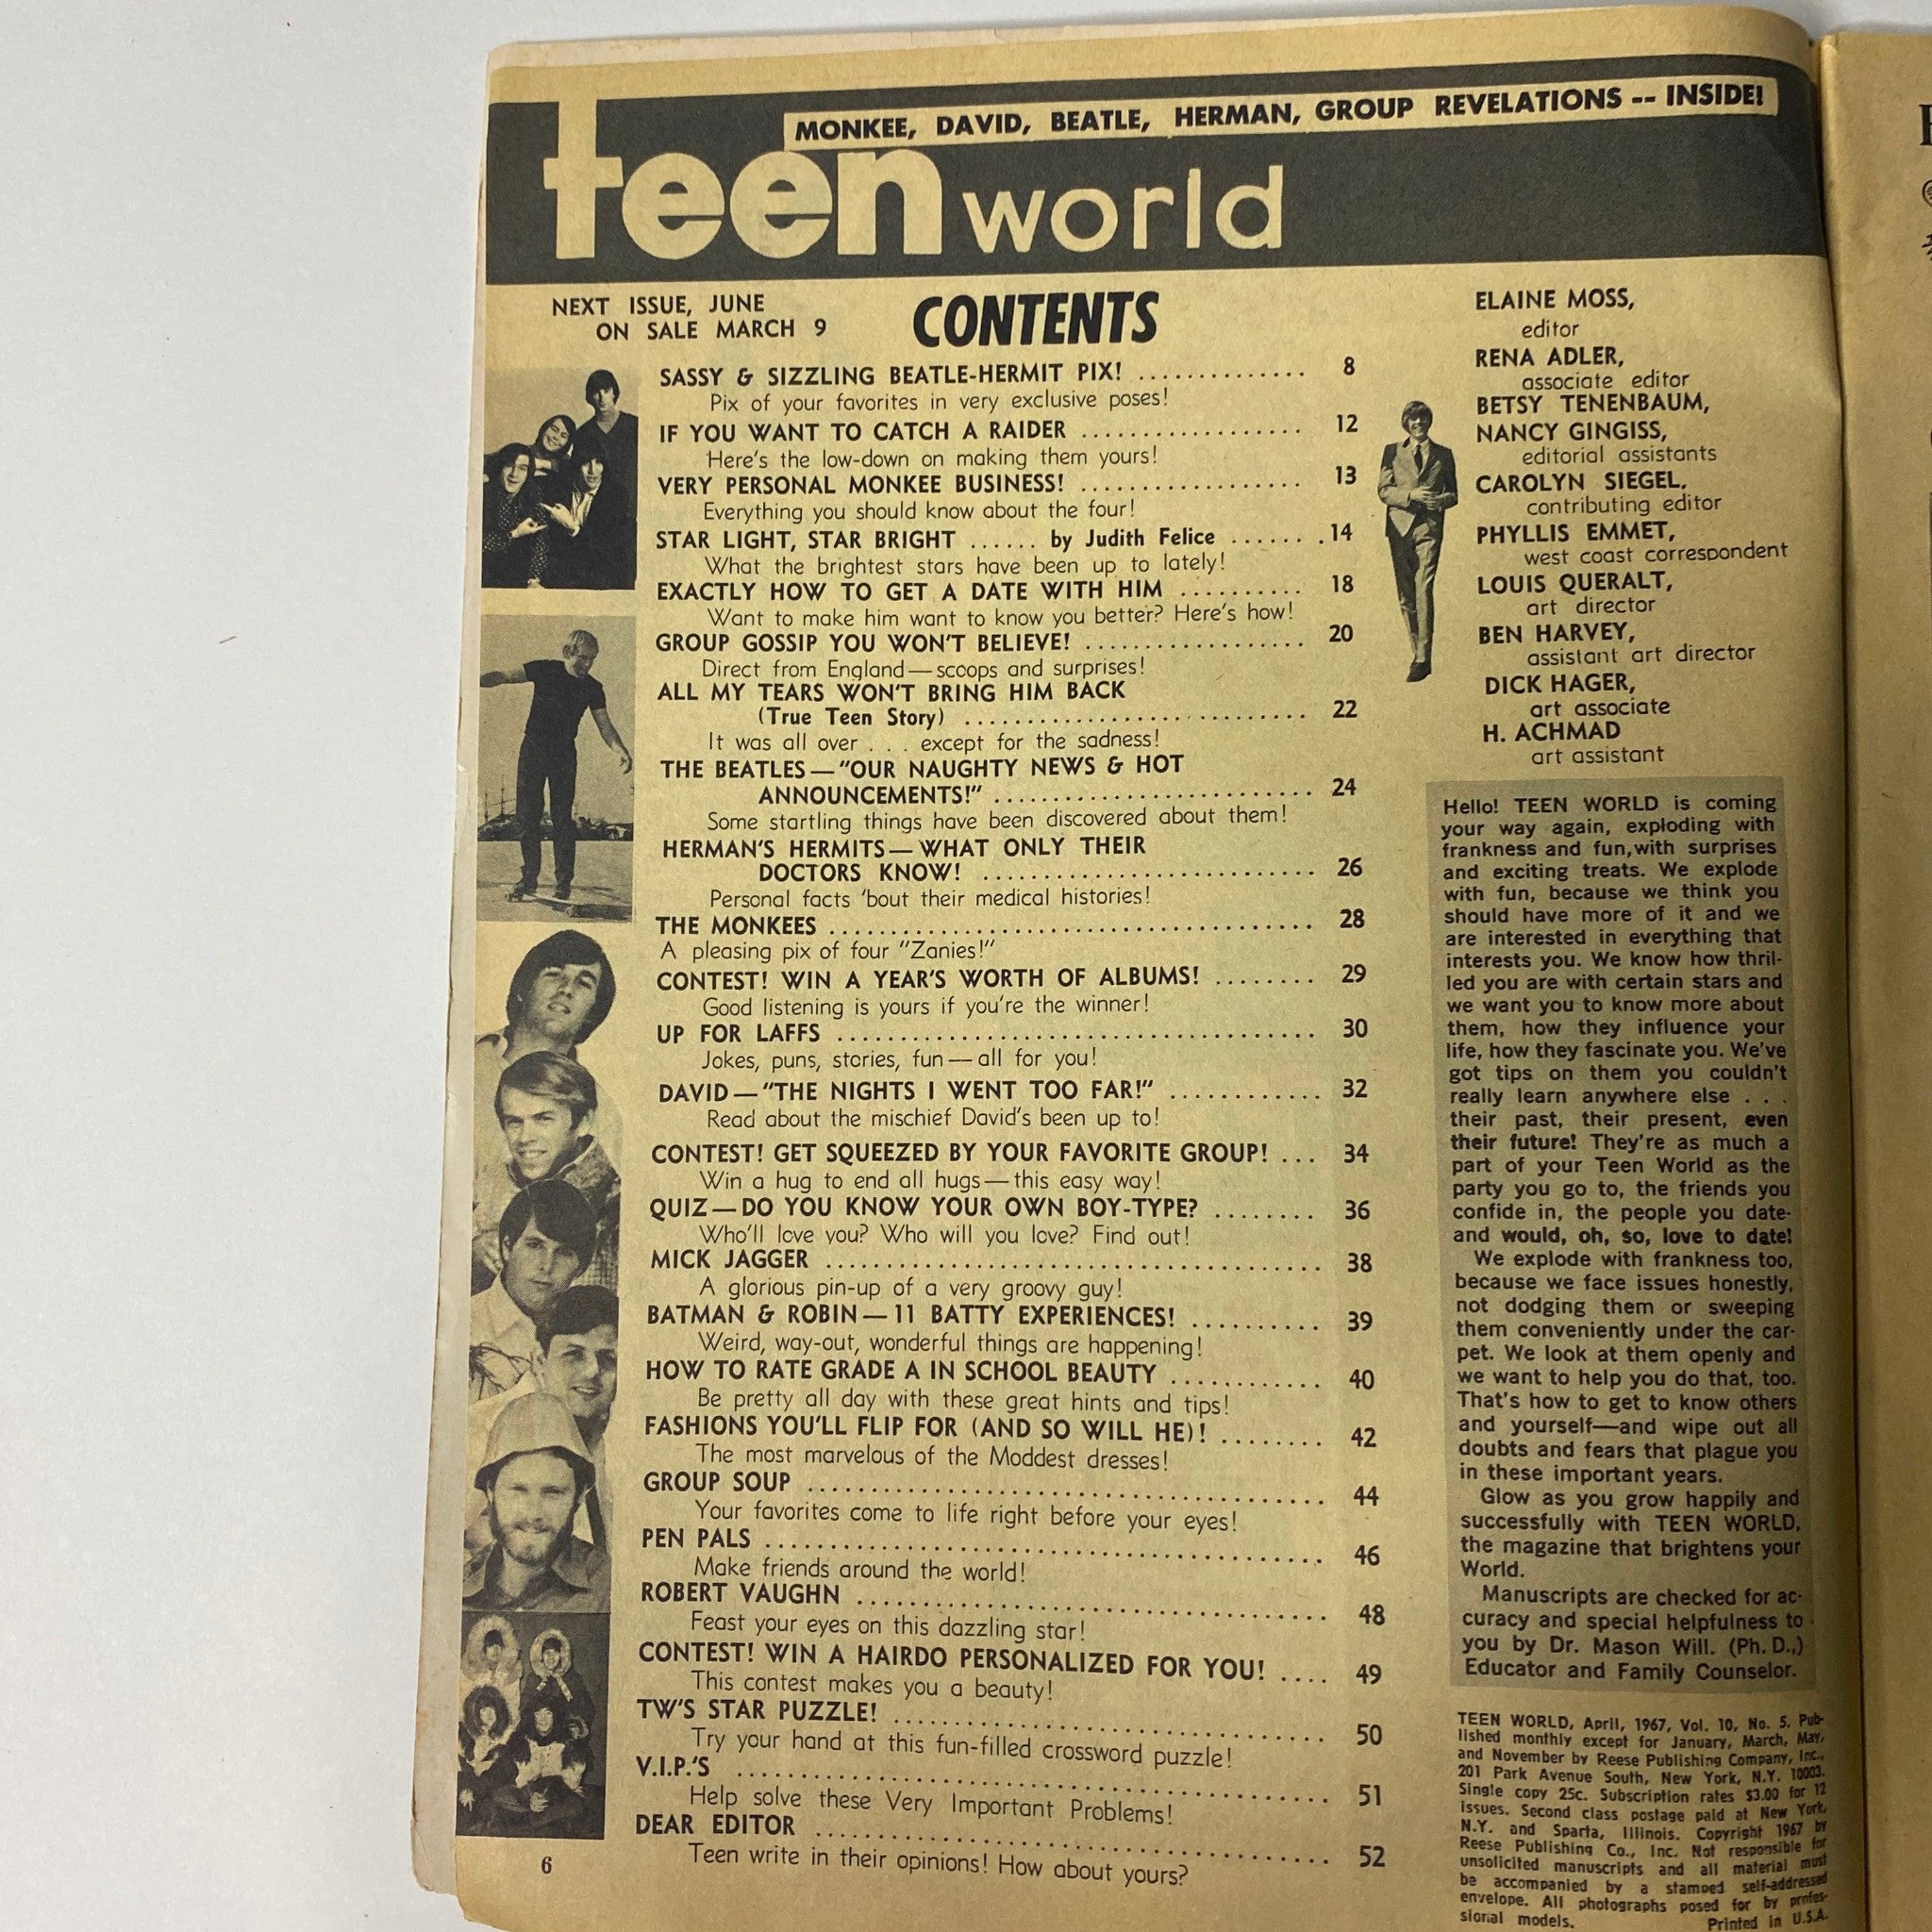 MONKEE, DAVID, BEATLE, HERMAN, GROUP REVELATIONS -- INSIDE!
teen world
NEXT ISSUE, JUNE
ON SALE MARCH 9
CONTENTS
SASSY & SIZZLING BEATLE-HERMIT PIX! .............. 8
Pix of your favorites in very exclusive poses!
IF YOU WANT TO CATCH A RAIDER .................. 12
Here's the low-down on making them yours!
VERY PERSONAL MONKEE BUSINESS! .................. 13
Everything you should know about the four!
STAR LIGHT, STAR BRIGHT ...... by Judith Felice ....... 14
What the brightest stars have been up to lately!
EXACTLY HOW TO GET A DATE WITH HIM .......... 18
Want to make him want to know you better? Here's how!
GROUP GOSSIP YOU WON'T BELIEVE! .................. 20
Direct from England—scoops and surprises!
ALL MY TEARS WON'T BRING HIM BACK
(True Teen Story) ............................ 22
It was all over . . . except for the sadness!
THE BEATLES—"OUR NAUGHTY NEWS & HOT
ANNOUNCEMENTS!" .......................... 24
Some startling things have been discovered about them!
HERMAN'S HERMITS—WHAT ONLY THEIR
DOCTORS KNOW! ........................... 26
Personal facts 'bout their medical histories!
THE MONKEES ....................................... 28
A pleasing pix of four "Zanies!"
CONTEST! WIN A YEAR'S WORTH OF ALBUMS! ........ 29
Good listening is yours if you're the winner!
UP FOR LAFFS ....................................... 30
Jokes, puns, stories, fun—all for you!
DAVID—"THE NIGHTS I WENT TOO FAR!" ............ 32
Read about the mischief David's been up to!
CONTEST! GET SQUEEZED BY YOUR FAVORITE GROUP! ... 34
Win a hug to end all hugs—this easy way!
QUIZ—DO YOU KNOW YOUR OWN BOY-TYPE? ........ 36
Who'll love you? Who will you love? Find out!
MICK JAGGER ........................................ 38
A glorious pin-up of a very groovy guy!
BATMAN & ROBIN—11 BATTY EXPERIENCES! .......... 39
Weird, way-out, wonderful things are happening!
HOW TO RATE GRADE A IN SCHOOL BEAUTY ............ 40
Be pretty all day with these great hints and tips!
FASHIONS YOU'LL FLIP FOR (AND SO WILL HE)! ........ 42
The most marvelous of the Moddest dresses!
GROUP SOUP ........................................ 44
Your favorites come to life right before your eyes!
PEN PALS ........................................... 46
Make friends around the world!
ROBERT VAUGHN ..................................... 48
Feast your eyes on this dazzling star!
CONTEST! WIN A HAIRDO PERSONALIZED FOR YOU! .... 49
This contest makes you a beauty!
TW'S STAR PUZZLE! ................................. 50
Try your hand at this fun-filled crossword puzzle!
V.I.P.'S ............................................. 51
Help solve these Very Important Problems!
DEAR EDITOR ....................................... 52
Teen write in their opinions! How about yours?
6
ELAINE MOSS,
editor
RENA ADLER,
associate editor
BETSY TENENBAUM,
NANCY GINGISS,
editorial assistants
CAROLYN SIEGEL,
contributing editor
PHYLLIS EMMET,
west coast correspondent
LOUIS QUERALT,
art director
BEN HARVEY,
assistant art director
DICK HAGER,
art associate
H. ACHMAD
art assistant
Hello! TEEN WORLD is coming
your way again, exploding with
frankness and fun,with surprises
and exciting treats. We explode
with fun, because we think you
should have more of it and we
are interested in everything that
interests you. We know how thril-
led you are with certain stars and
we want you to know more about
them, how they influence your
life, how they fascinate you. We've
got tips on them you couldn't
really learn anywhere else . . .
their past, their present, even
their future! They're as much a
part of your Teen World as the
party you go to, the friends you
confide in, the people you date-
and would, oh, so, love to date!
We explode with frankness too,
because we face issues honestly,
not dodging them or sweeping
them conveniently under the car-
pet. We look at them openly and
we want to help you do that, too.
That's how to get to know others
and yourself—and wipe out all
doubts and fears that plague you
in these important years.
Glow as you grow happily and
successfully with TEEN WORLD,
the magazine that brightens your
World.
Manuscripts are checked for ac-
curacy and special helpfulness to
you by Dr. Mason Will. (Ph. D.,)
Educator and Family Counselor.
TEEN WORLD, April, 1967, Vol. 10, No. 5. Pub-
lished monthly except for January, March, May,
and November by Reese Publishing Company, Inc.,
201 Park Avenue South, New York, N.Y. 10003.
Single copy 25c. Subscription rates $3.00 for 12
issues. Second class postage paid at New York,
N.Y. and Sparta, Illinois. Copyright 1967 by
Reese Publishing Co., Inc. Not responsible for
unsolicited manuscripts and all material must
be accompanied by a stamped self-addressed
envelope. All photographs posed for by profes-
sional models. Printed in U.S.A.